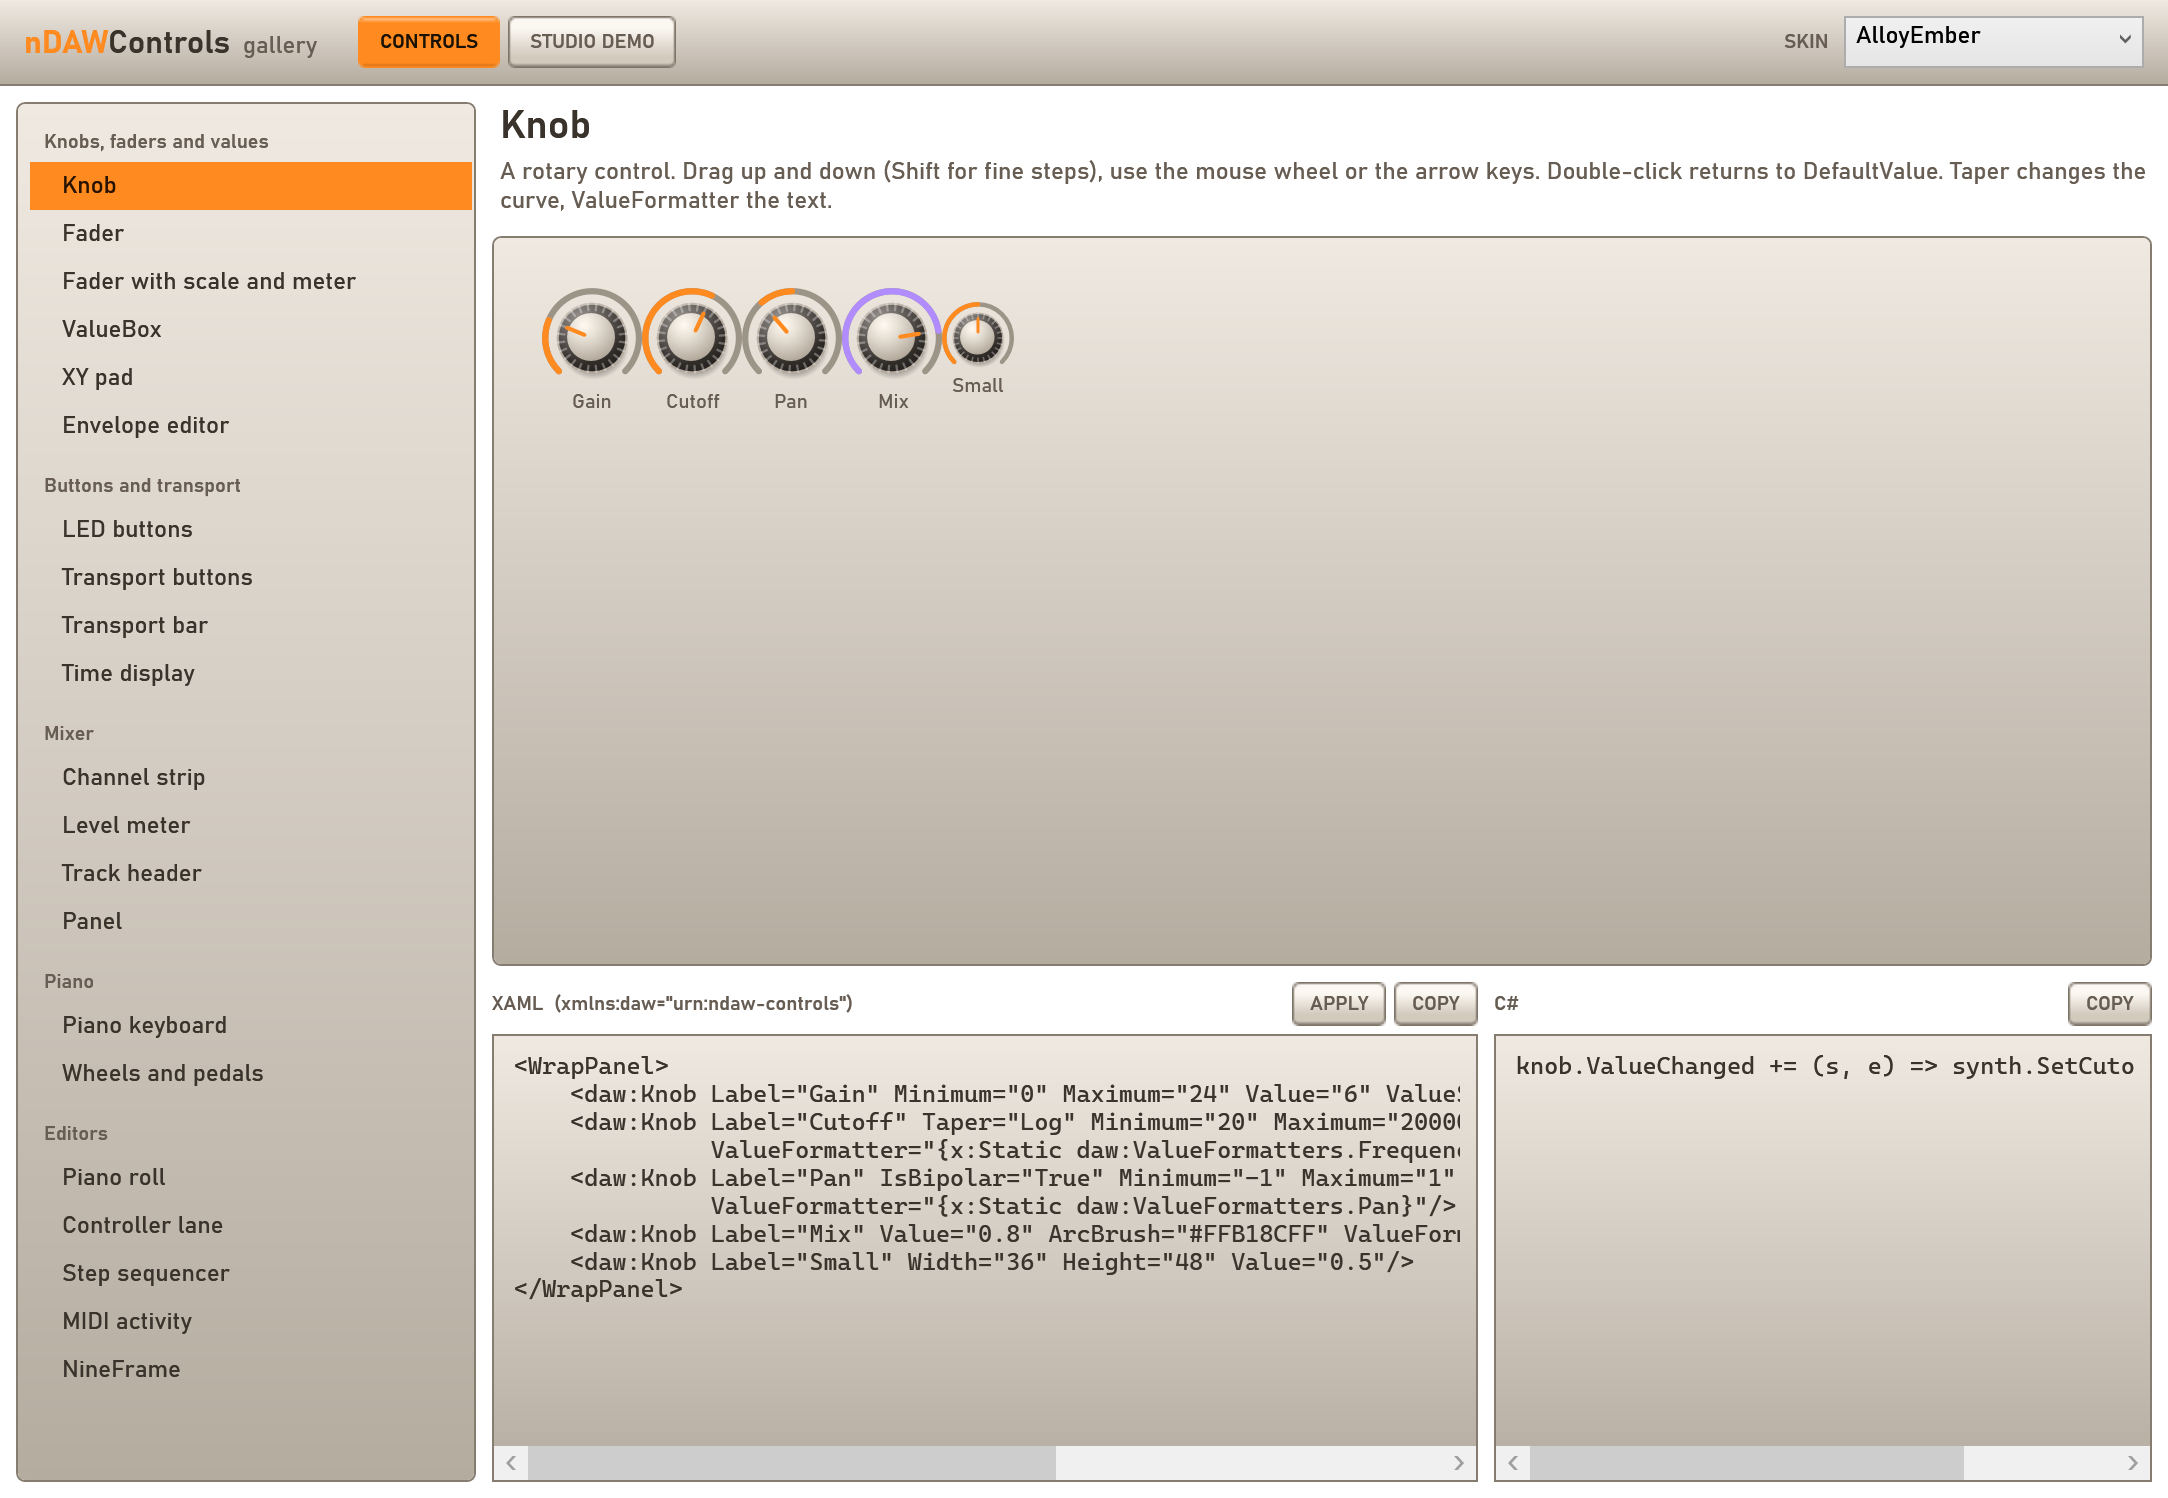 nDAWControls gallery
CONTROLS
STUDIO DEMO
SKIN
AlloyEmber
Knobs, faders and values
Knob
Fader
Fader with scale and meter
ValueBox
XY pad
Envelope editor
Buttons and transport
LED buttons
Transport buttons
Transport bar
Time display
Mixer
Channel strip
Level meter
Track header
Panel
Piano
Piano keyboard
Wheels and pedals
Editors
Piano roll
Controller lane
Step sequencer
MIDI activity
NineFrame
Knob
A rotary control. Drag up and down (Shift for fine steps), use the mouse wheel or the arrow keys. Double-click returns to DefaultValue. Taper changes the
curve, ValueFormatter the text.
Gain
Cutoff
Pan
Mix
Small
XAML (xmlns:daw="urn:ndaw-controls")
APPLY
COPY
<WrapPanel>
<daw:Knob Label="Gain" Minimum="0" Maximum="24" Value="6" Value
<daw:Knob Label="Cutoff" Taper="Log" Minimum="20" Maximum="20000
ValueFormatter="{x:Static daw:ValueFormatters.Frequenc
<daw:Knob Label="Pan" IsBipolar="True" Minimum="-1" Maximum="1"
ValueFormatter="{x:Static daw:ValueFormatters.Pan}"/>
<daw:Knob Label="Mix" Value="0.8" ArcBrush="#FFB18CFF" ValueForm
<daw:Knob Label="Small" Width="36" Height="48" Value="0.5"/>
</WrapPanel>
C#
COPY
knob.ValueChanged += (s, e) => synth.SetCuto